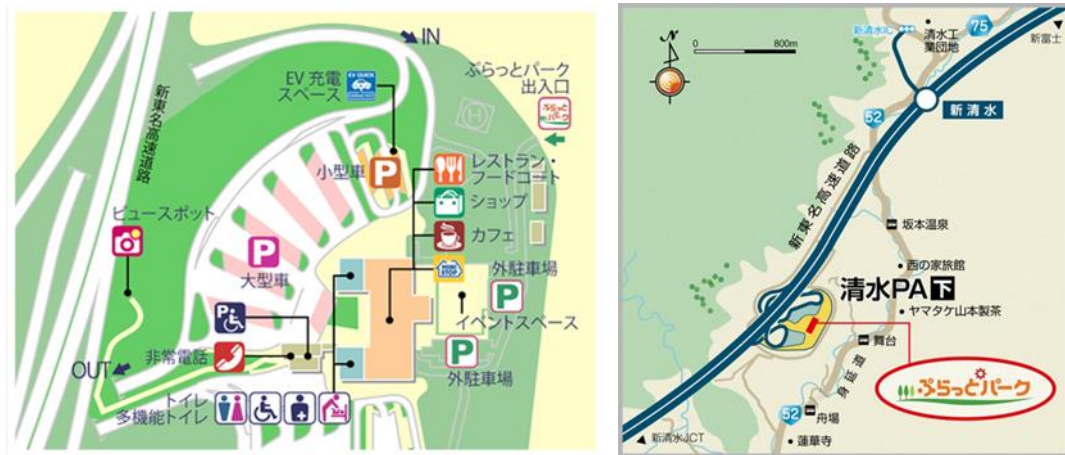 IN
ぷらっとパーク
出入口
ぷらっと
パーク
EV 充電
スペース
EV QUICK
新東名高速道路
小型車
P
レストラン・
フードコート
ショップ
カフェ
MINI
STOP
ビュースポット
P
大型車
外駐車場
P
イベントスペース
P
外駐車場
P
非常電話
OUT
トイレ
多機能トイレ
H
N
0
800m
新清水IC
清水工
業団地
75
新富士
新清水
52
新東名高速道路
坂本温泉
西の家旅館
清水PA下
ヤマタケ山本製茶
舞台
身延道
ぷらっとパーク
52
舟場
蓮華寺
新清水JCT